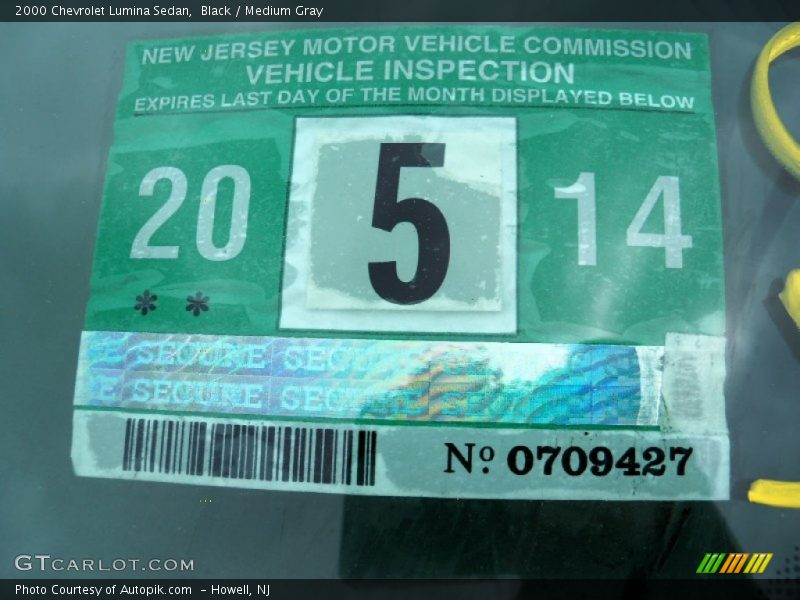 2000 Chevrolet Lumina Sedan, Black / Medium Gray
NEW JERSEY MOTOR VEHICLE COMMISSION
VEHICLE INSPECTION
EXPIRES LAST DAY OF THE MONTH DISPLAYED BELOW
20 5 14
* *
SECURE SECURE
SECURE SECURE
Nº 0709427
GTCARLOT.COM
Photo Courtesy of Autopik.com - Howell, NJ